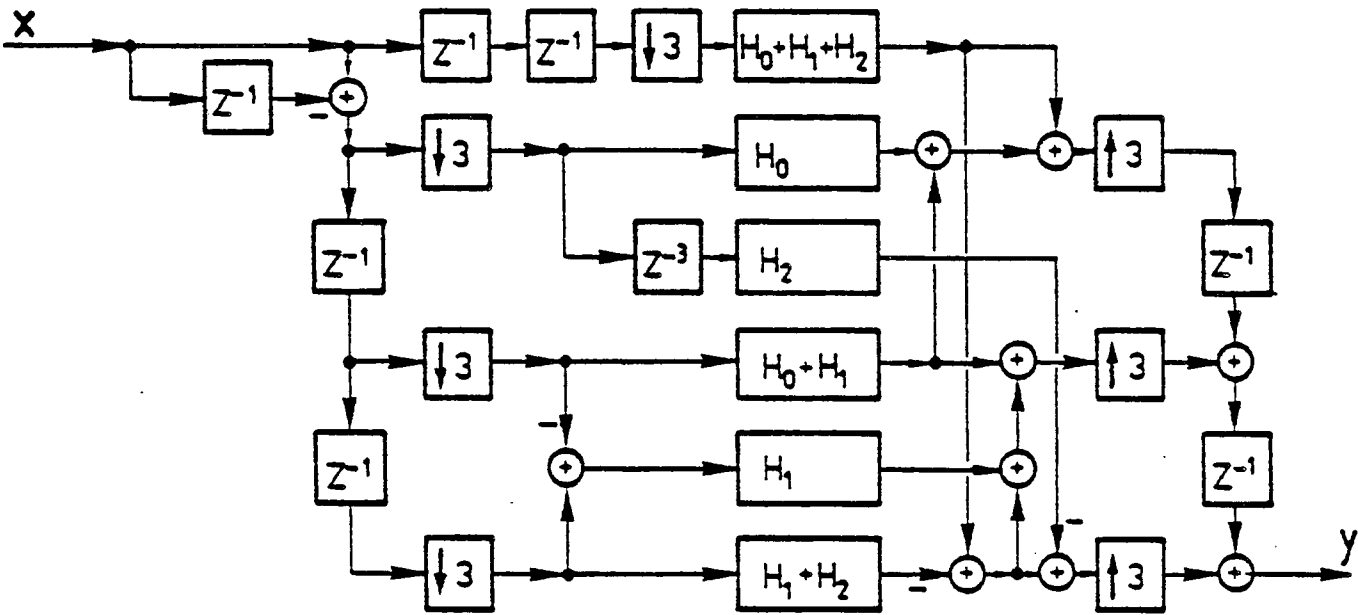 X
Z⁻¹ Z⁻¹ ↓3 H₀+H₁+H₂
Z⁻¹ + −
↓3 H₀ + + ↑3
Z⁻¹ Z⁻³ H₂ Z⁻¹
↓3 H₀+H₁ + ↑3 +
−
Z⁻¹ + H₁ + Z⁻¹
−
↓3 H₁+H₂ − + + ↑3 + y